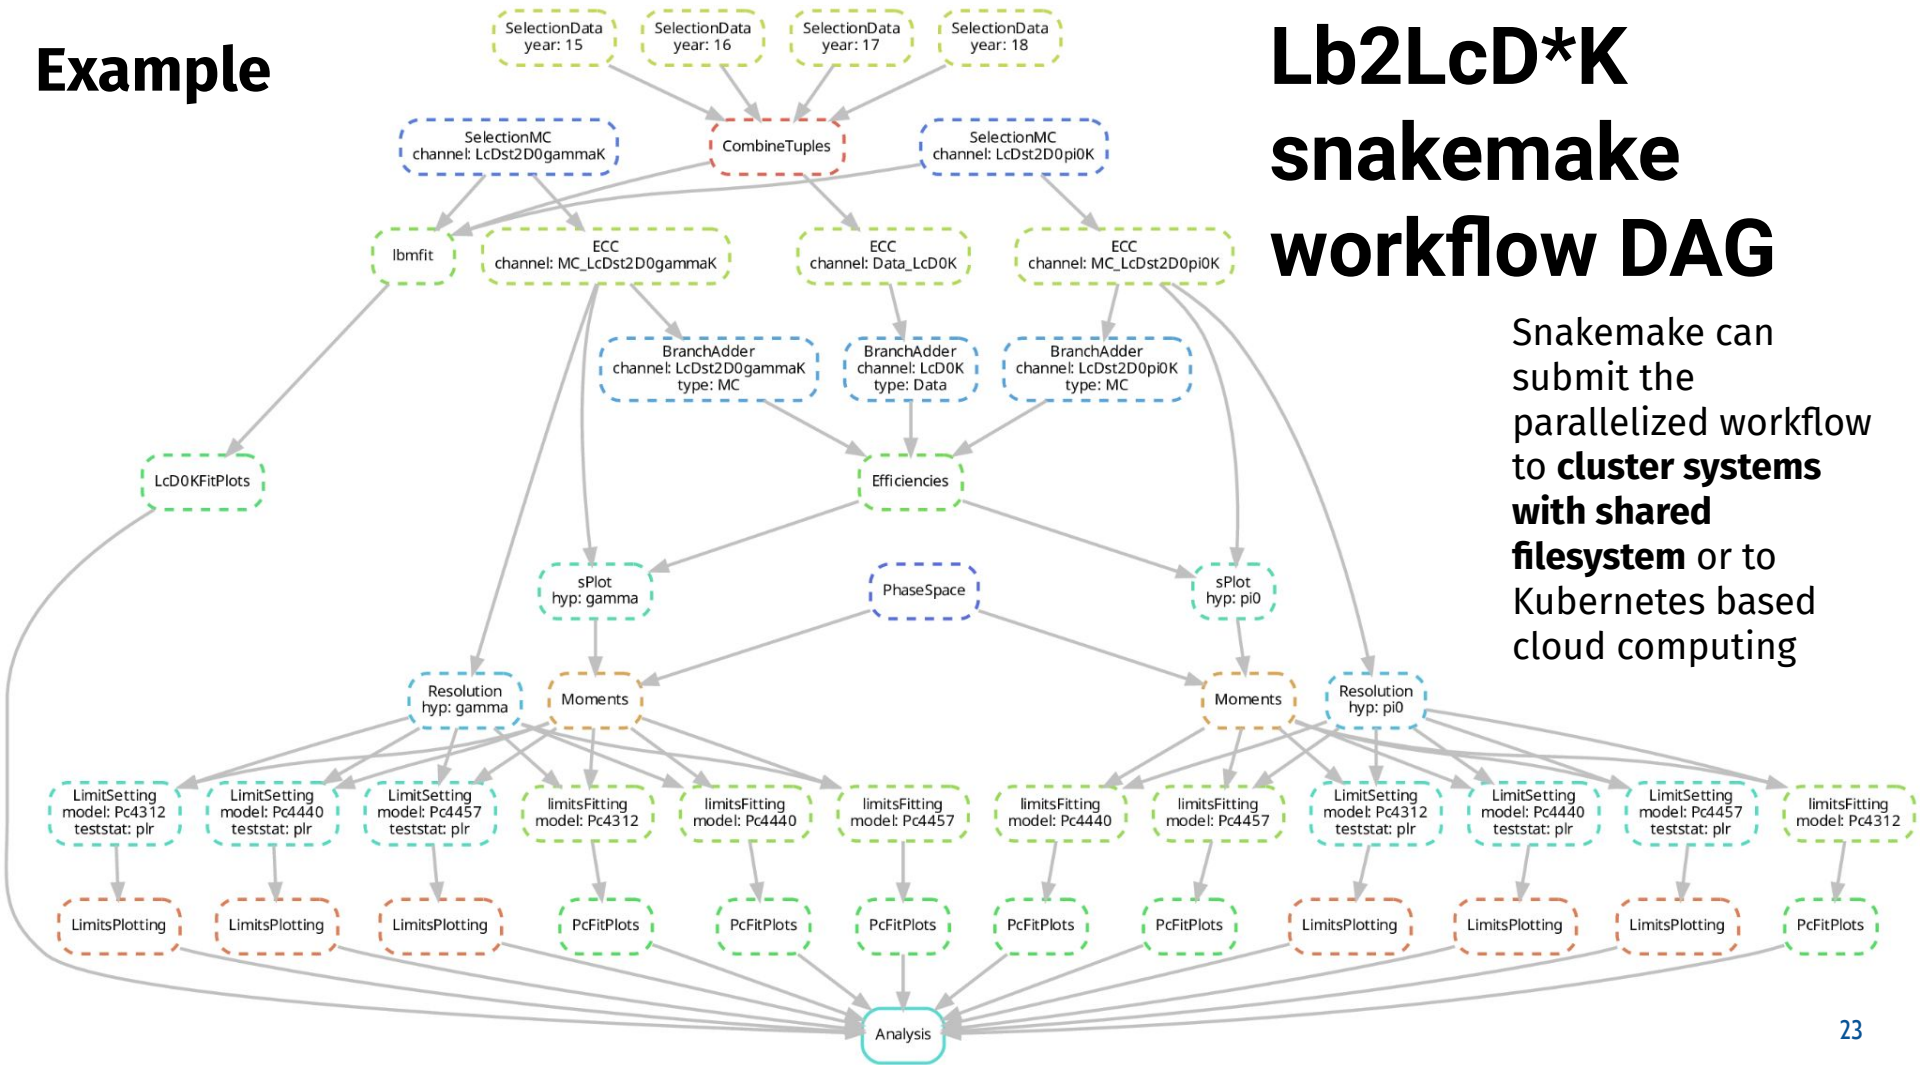 Example
Lb2LcD*K
snakemake
workflow DAG
Snakemake can
submit the
parallelized workflow
to cluster systems
with shared
filesystem or to
Kubernetes based
cloud computing
SelectionData
year: 15
SelectionData
year: 16
SelectionData
year: 17
SelectionData
year: 18
SelectionMC
channel: LcDst2D0gammaK
CombineTuples
SelectionMC
channel: LcDst2D0pi0K
lbmfit
ECC
channel: MC_LcDst2D0gammaK
ECC
channel: Data_LcD0K
ECC
channel: MC_LcDst2D0pi0K
BranchAdder
channel: LcDst2D0gammaK
type: MC
BranchAdder
channel: LcD0K
type: Data
BranchAdder
channel: LcDst2D0pi0K
type: MC
LcD0KFitPlots
Efficiencies
sPlot
hyp: gamma
PhaseSpace
sPlot
hyp: pi0
Resolution
hyp: gamma
Moments
Moments
Resolution
hyp: pi0
LimitSetting
model: Pc4312
teststat: plr
LimitSetting
model: Pc4440
teststat: plr
LimitSetting
model: Pc4457
teststat: plr
limitsFitting
model: Pc4312
limitsFitting
model: Pc4440
limitsFitting
model: Pc4457
limitsFitting
model: Pc4440
limitsFitting
model: Pc4457
LimitSetting
model: Pc4312
teststat: plr
LimitSetting
model: Pc4440
teststat: plr
LimitSetting
model: Pc4457
teststat: plr
limitsFitting
model: Pc4312
LimitsPlotting
LimitsPlotting
LimitsPlotting
PcFitPlots
PcFitPlots
PcFitPlots
PcFitPlots
PcFitPlots
LimitsPlotting
LimitsPlotting
LimitsPlotting
PcFitPlots
Analysis
23